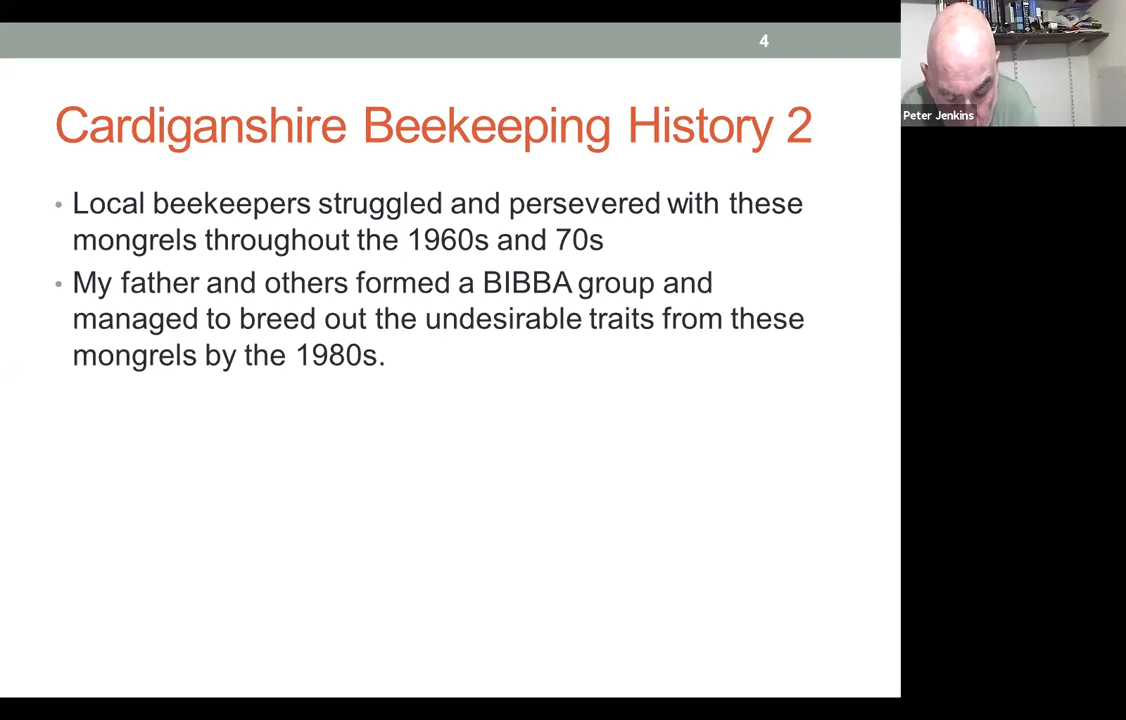 4
Peter Jenkins
Cardiganshire Beekeeping History 2
• Local beekeepers struggled and persevered with these
mongrels throughout the 1960s and 70s
• My father and others formed a BIBBA group and
managed to breed out the undesirable traits from these
mongrels by the 1980s.